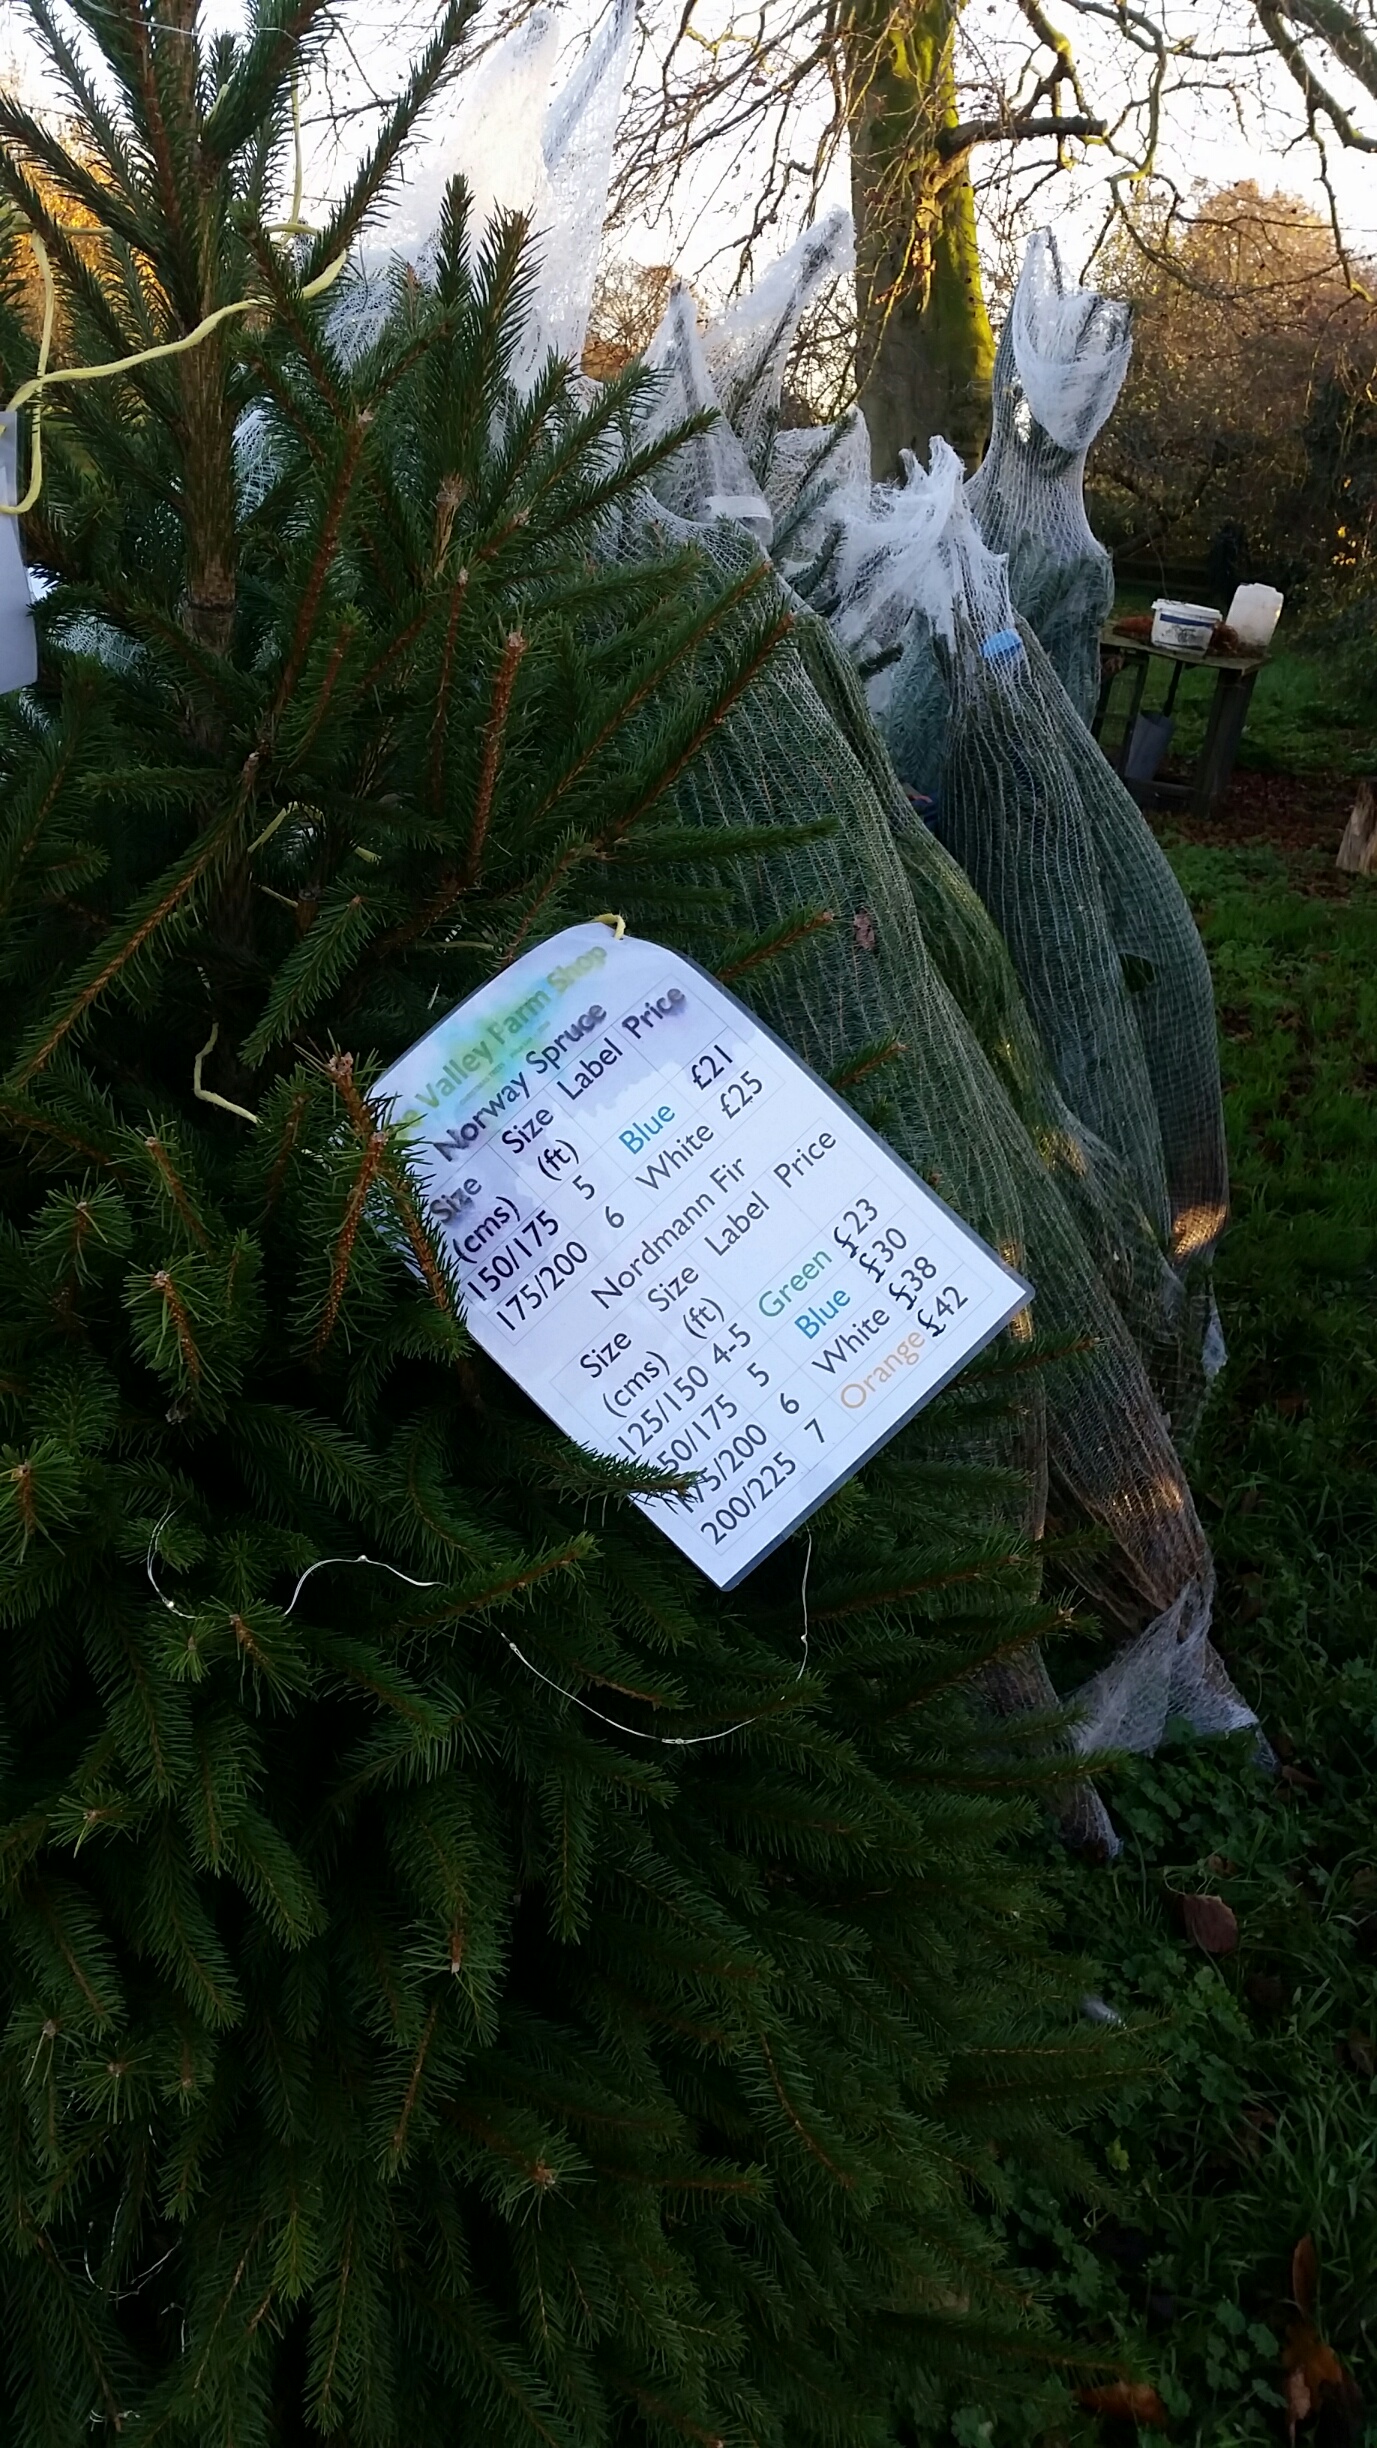 Valley Farm Shop
Norway Spruce
Size (cms) Size (ft) Label Price
150/175 5 Blue £21
175/200 6 White £25
Nordmann Fir
Size (cms) Size (ft) Label Price
125/150 4-5 Green £23
150/175 5 Blue £30
175/200 6 White £38
200/225 7 Orange £42